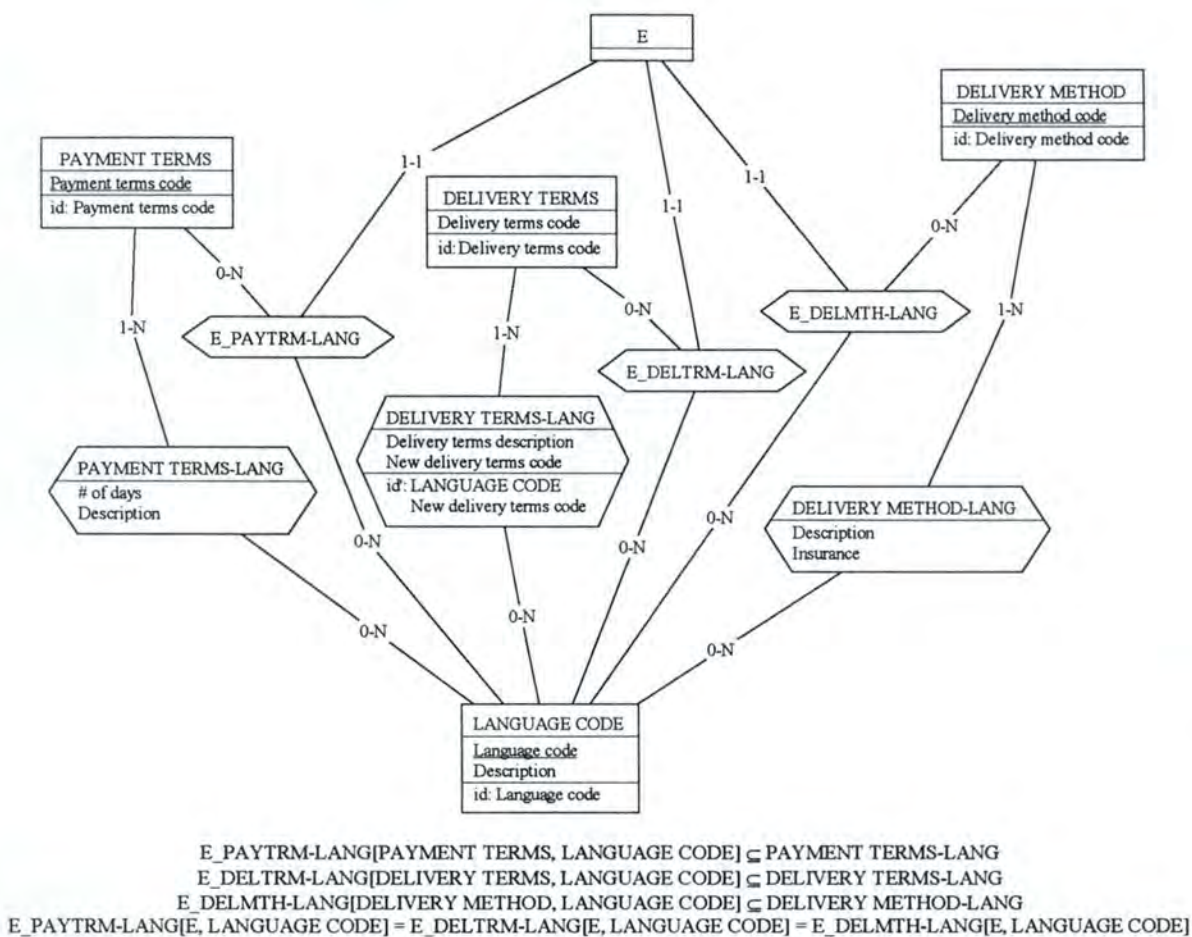 E
DELIVERY METHOD
Delivery method code
id: Delivery method code
PAYMENT TERMS
Payment terms code
id: Payment terms code
1-1
1-1
1-1
DELIVERY TERMS
Delivery terms code
id: Delivery terms code
0-N
0-N
0-N
1-N
1-N
1-N
E_PAYTRM-LANG
E_DELMTH-LANG
E_DELTRM-LANG
DELIVERY TERMS-LANG
Delivery terms description
New delivery terms code
id': LANGUAGE CODE
New delivery terms code
PAYMENT TERMS-LANG
# of days
Description
DELIVERY METHOD-LANG
Description
Insurance
0-N
0-N
0-N
0-N
0-N
0-N
LANGUAGE CODE
Language code
Description
id: Language code
E_PAYTRM-LANG[PAYMENT TERMS, LANGUAGE CODE] ⊆ PAYMENT TERMS-LANG
E_DELTRM-LANG[DELIVERY TERMS, LANGUAGE CODE] ⊆ DELIVERY TERMS-LANG
E_DELMTH-LANG[DELIVERY METHOD, LANGUAGE CODE] ⊆ DELIVERY METHOD-LANG
E_PAYTRM-LANG[E, LANGUAGE CODE] = E_DELTRM-LANG[E, LANGUAGE CODE] = E_DELMTH-LANG[E, LANGUAGE CODE]